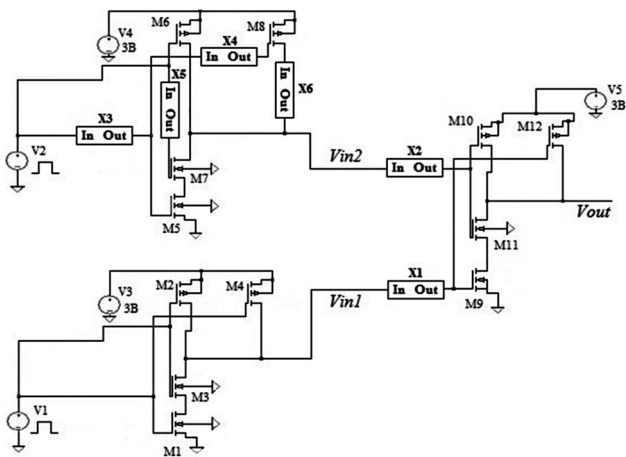 M6
M8
V4
3B
X4
In Out
X5
In Out
X6
In Out
X3
In Out
V2
M7
M5
V5
3B
M10
M12
X2
In Out
Vin2
Vout
M11
V3
3B
M2
M4
X1
In Out
Vin1
M9
M3
V1
M1